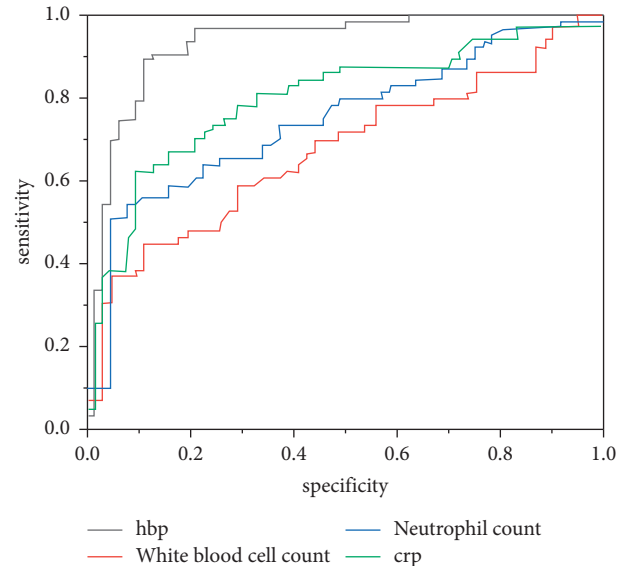 1.0
0.8
0.6
0.4
0.2
0.0
sensitivity
0.0 0.2 0.4 0.6 0.8 1.0
specificity
hbp
Neutrophil count
White blood cell count
crp